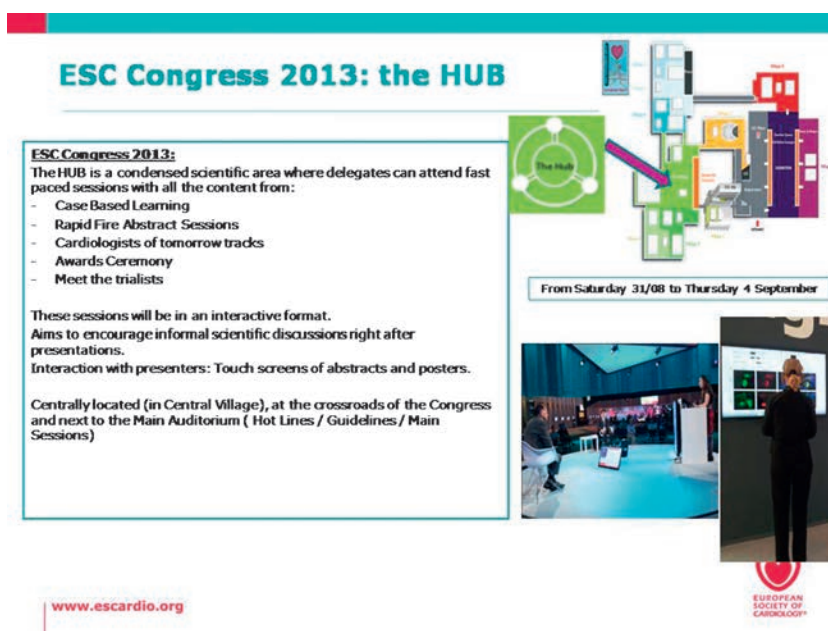 ESC Congress 2013: the HUB
ESC Congress 2013:
The HUB is a condensed scientific area where delegates can attend fast
paced sessions with all the content from:
- Case Based Learning
- Rapid Fire Abstract Sessions
- Cardiologists of tomorrow tracks
- Awards Ceremony
- Meet the trialists
These sessions will be in an interactive format.
Aims to encourage informal scientific discussions right after
presentations.
Interaction with presenters: Touch screens of abstracts and posters.
Centrally located (in Central Village), at the crossroads of the Congress
and next to the Main Auditorium ( Hot Lines / Guidelines / Main
Sessions)
The Hub
From Saturday 31/08 to Thursday 4 September
www.escardio.org
EUROPEAN
SOCIETY OF
CARDIOLOGY®